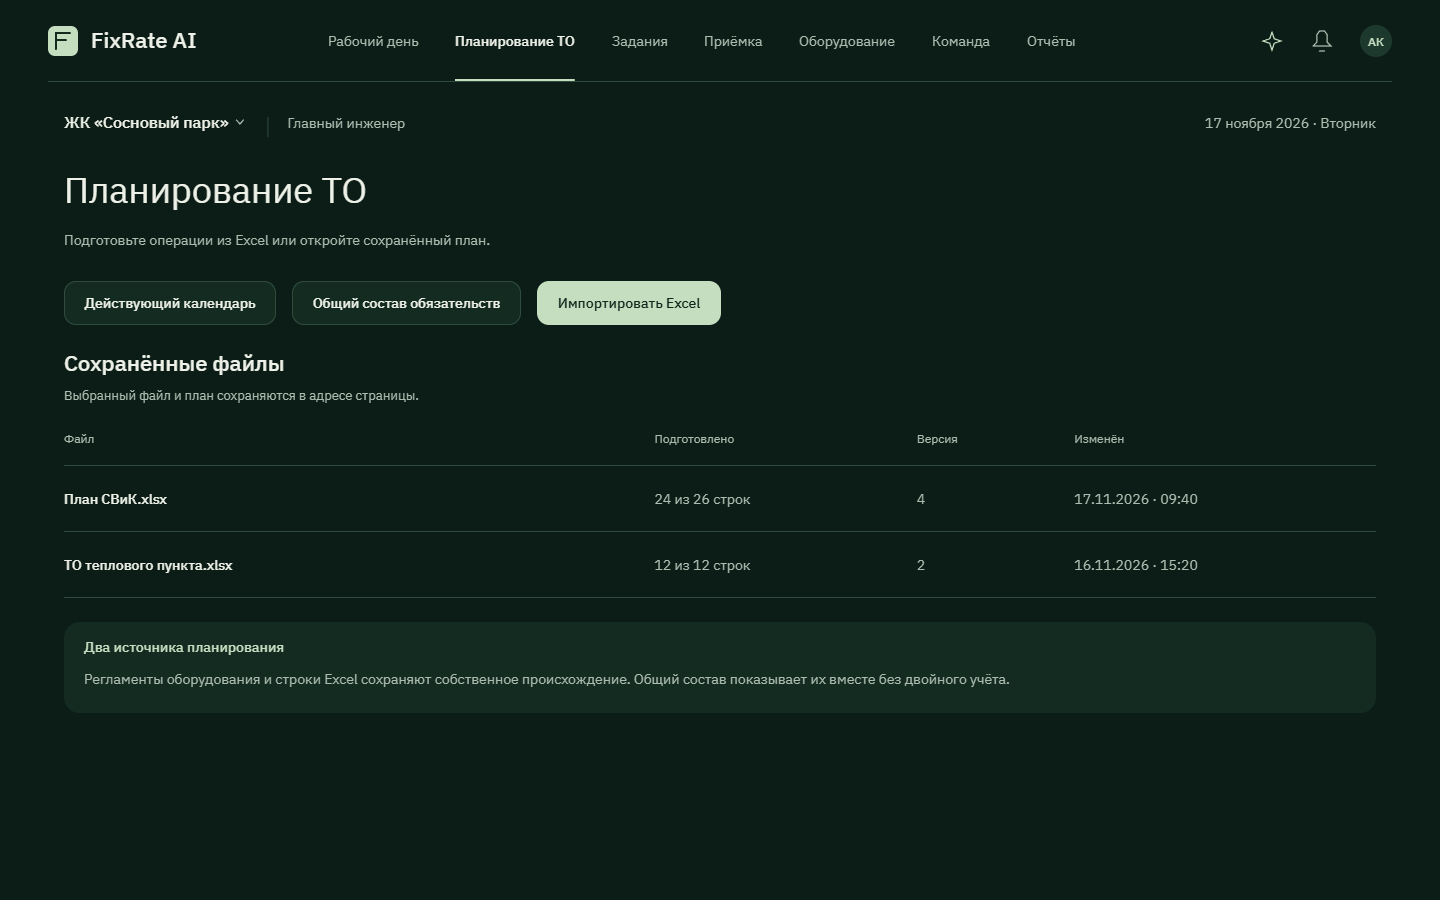 FixRate AI
Рабочий день
Планирование ТО
Задания
Приёмка
Оборудование
Команда
Отчёты
АК
ЖК «Сосновый парк»
Главный инженер
17 ноября 2026 · Вторник
Планирование ТО
Подготовьте операции из Excel или откройте сохранённый план.
Действующий календарь
Общий состав обязательств
Импортировать Excel
Сохранённые файлы
Выбранный файл и план сохраняются в адресе страницы.
Файл Подготовлено Версия Изменён
План СВиК.xlsx 24 из 26 строк 4 17.11.2026 · 09:40
ТО теплового пункта.xlsx 12 из 12 строк 2 16.11.2026 · 15:20
Два источника планирования
Регламенты оборудования и строки Excel сохраняют собственное происхождение. Общий состав показывает их вместе без двойного учёта.